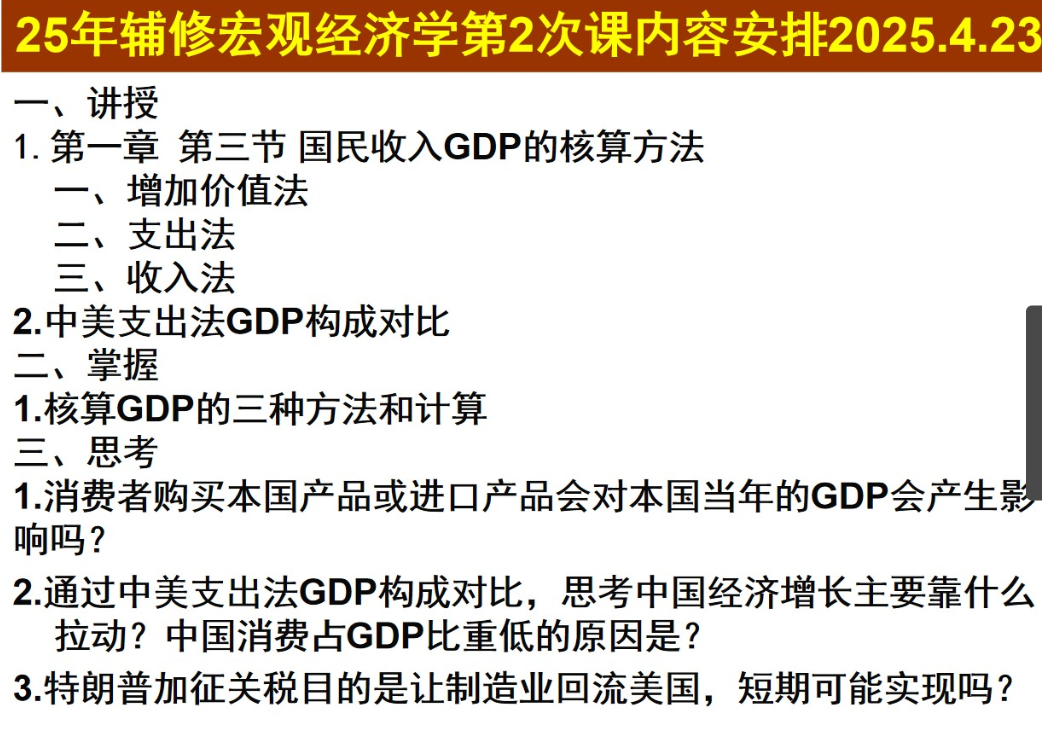 25年辅修宏观经济学第2次课内容安排2025.4.23
一、讲授
1. 第一章 第三节 国民收入GDP的核算方法
一、增加价值法
二、支出法
三、收入法
2.中美支出法GDP构成对比
二、掌握
1.核算GDP的三种方法和计算
三、思考
1.消费者购买本国产品或进口产品会对本国当年的GDP会产生影
响吗？
2.通过中美支出法GDP构成对比，思考中国经济增长主要靠什么
拉动？中国消费占GDP比重低的原因是？
3.特朗普加征关税目的是让制造业回流美国，短期可能实现吗？